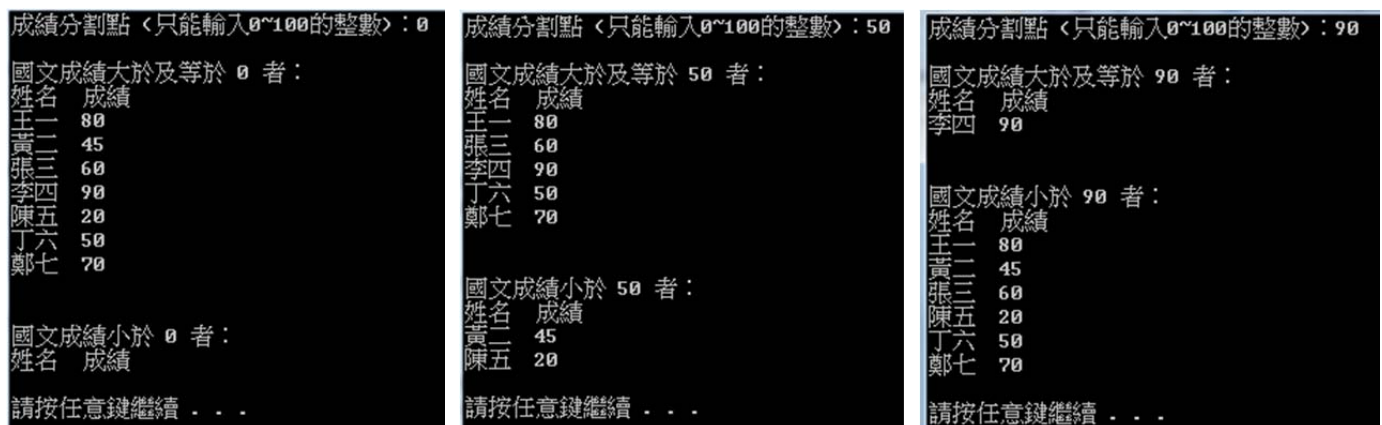 成績分割點〈只能輸入0~100的整數〉:0
國文成績大於及等於 0 者:
姓名 成績
王一 80
黃二 45
張三 60
李四 90
陳五 20
丁六 50
鄭七 70
國文成績小於 0 者:
姓名 成績
請按任意鍵繼續 . . .
成績分割點〈只能輸入0~100的整數〉:50
國文成績大於及等於 50 者:
姓名 成績
王一 80
張三 60
李四 90
丁六 50
鄭七 70
國文成績小於 50 者:
姓名 成績
黃二 45
陳五 20
請按任意鍵繼續 . . .
成績分割點〈只能輸入0~100的整數〉:90
國文成績大於及等於 90 者:
姓名 成績
李四 90
國文成績小於 90 者:
姓名 成績
王一 80
黃二 45
張三 60
陳五 20
丁六 50
鄭七 70
請按任意鍵繼續 . . .